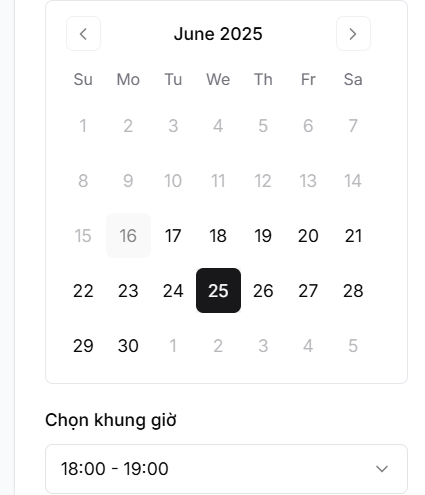 June 2025
Su Mo Tu We Th Fr Sa
1 2 3 4 5 6 7
8 9 10 11 12 13 14
15 16 17 18 19 20 21
22 23 24 25 26 27 28
29 30 1 2 3 4 5
Chọn khung giờ
18:00 - 19:00